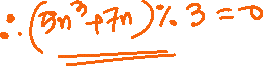 ∴ (5n³+7n) % 3 = 0